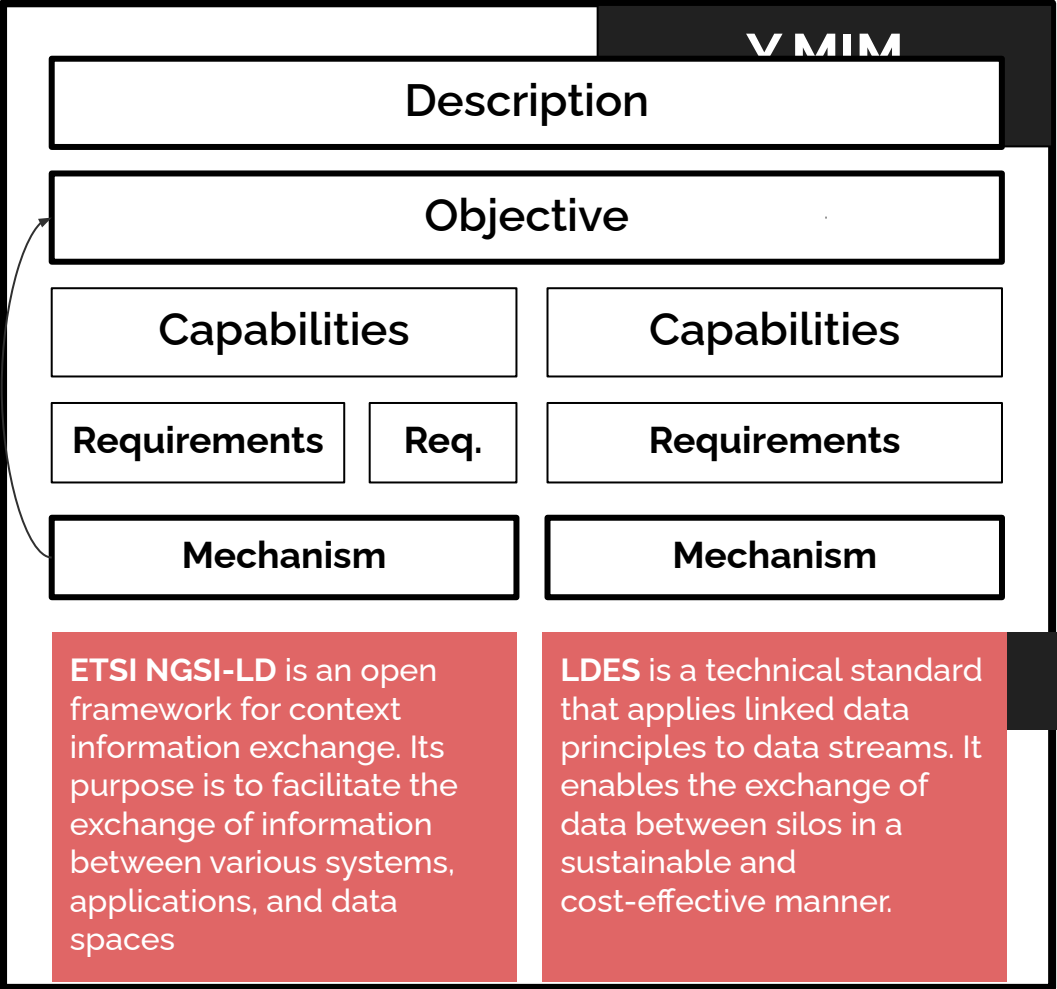 Y.MIM
Description
Objective
Capabilities
Capabilities
Requirements
Req.
Requirements
Mechanism
Mechanism
ETSI NGSI-LD is an open
framework for context
information exchange. Its
purpose is to facilitate the
exchange of information
between various systems,
applications, and data
spaces
LDES is a technical standard
that applies linked data
principles to data streams. It
enables the exchange of
data between silos in a
sustainable and
cost-effective manner.